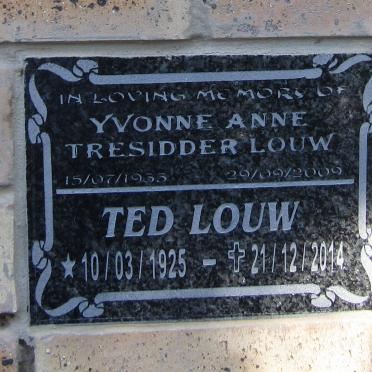 IN LOVING MEMORY OF
YVONNE ANNE
TRESIDDER LOUW
15/07/1935 29/09/2009
TED LOUW
★10/03/1925 - ✝21/12/2014